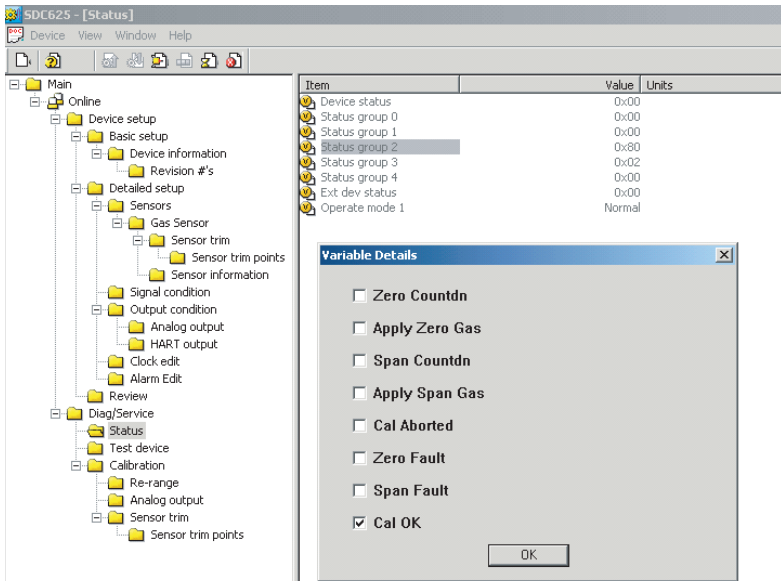 SDC625 - [Status]
Device View Window Help
Main
Online
Device setup
Basic setup
Device information
Revision #'s
Detailed setup
Sensors
Gas Sensor
Sensor trim
Sensor trim points
Sensor information
Signal condition
Output condition
Analog output
HART output
Clock edit
Alarm Edit
Review
Diag/Service
Status
Test device
Calibration
Re-range
Analog output
Sensor trim
Sensor trim points
Item Value Units
Device status 0x00
Status group 0 0x00
Status group 1 0x00
Status group 2 0x80
Status group 3 0x02
Status group 4 0x00
Ext dev status 0x00
Operate mode 1 Normal
Variable Details
Zero Countdn
Apply Zero Gas
Span Countdn
Apply Span Gas
Cal Aborted
Zero Fault
Span Fault
Cal OK
OK